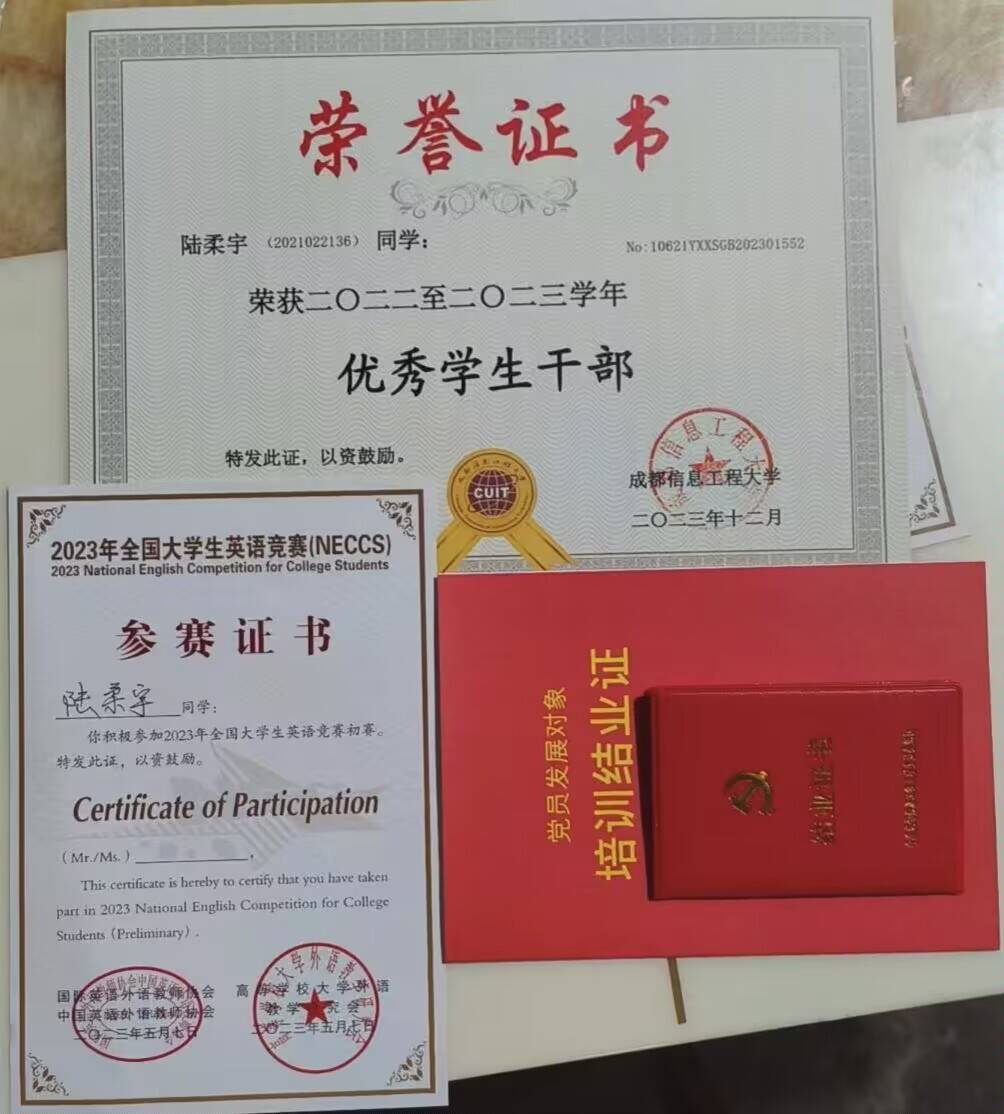 荣誉证书
陆柔宇 （2021022136） 同学：
No:10621YXXSGB202301552
荣获二〇二二至二〇二三学年
优秀学生干部
特发此证，以资鼓励。
CUIT
成都信息工程大学
二〇二三年十二月
2023年全国大学生英语竞赛(NECCS)
2023 National English Competition for College Students
参赛证书
陆柔宇 同学：
你积极参加2023年全国大学生英语竞赛初赛。
特发此证，以资鼓励。
Certificate of Participation
（Mr./Ms.）
This certificate is hereby to certify that you have taken
part in 2023 National English Competition for College
Students（Preliminary）.
国际英语外语教师协会
中国英语外语教师协会
二〇二三年五月七日
高等学校大学外语
教学研究会
二〇二三年五月七日
党员发展对象
培训结业证
结业证书